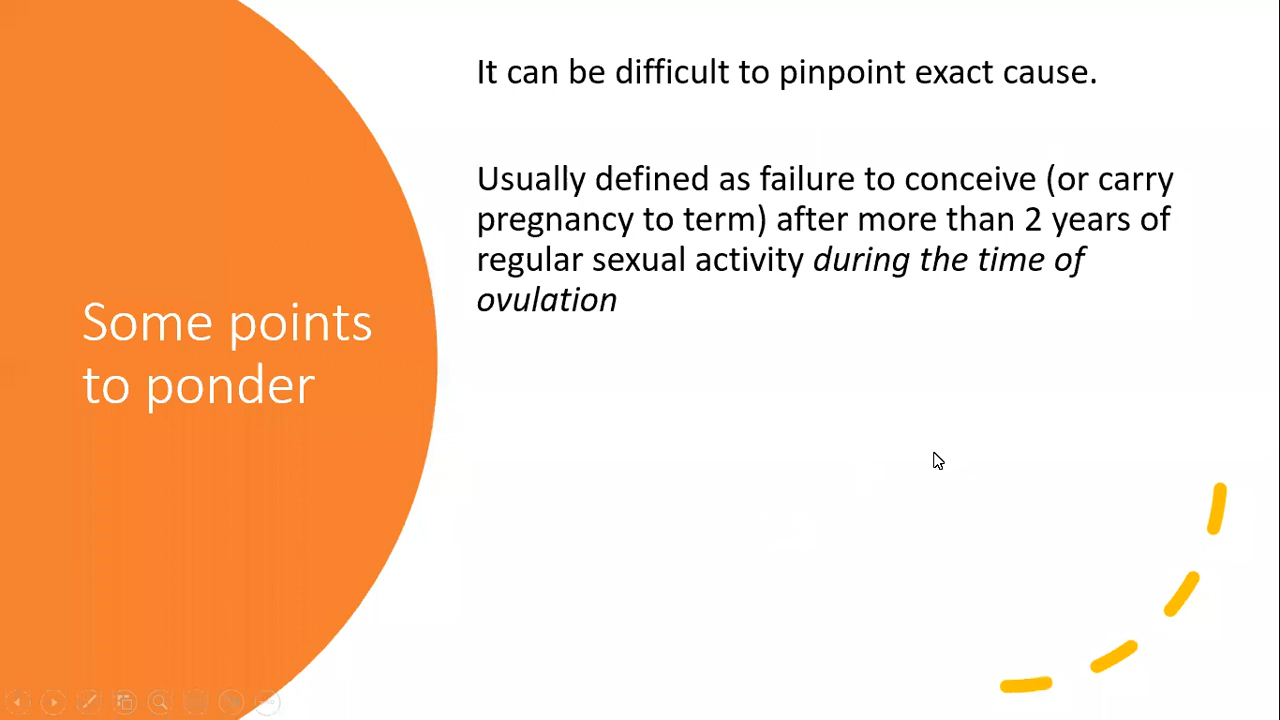 Some points
to ponder
It can be difficult to pinpoint exact cause.
Usually defined as failure to conceive (or carry
pregnancy to term) after more than 2 years of
regular sexual activity during the time of
ovulation